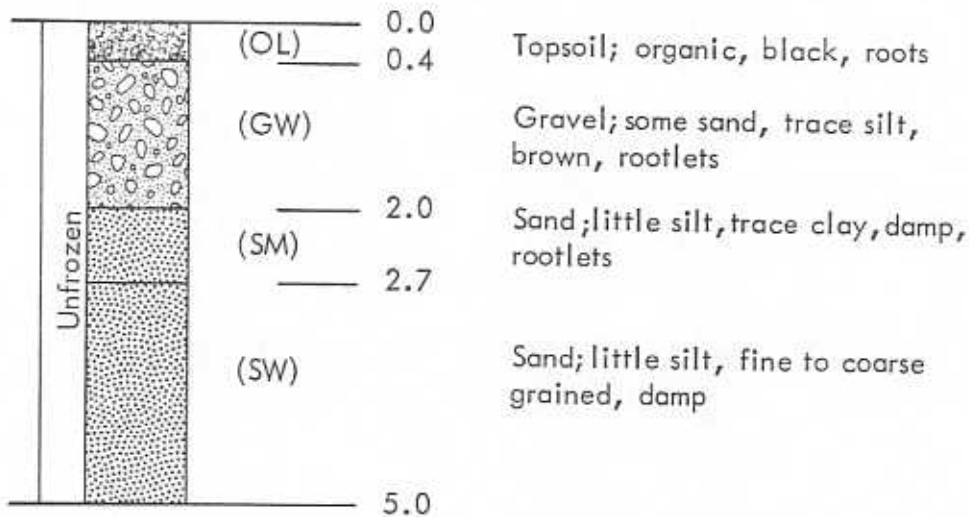 0.0
(OL)
0.4
Topsoil; organic, black, roots
(GW)
Gravel; some sand, trace silt,
brown, rootlets
2.0
(SM)
Sand; little silt, trace clay, damp,
rootlets
2.7
Unfrozen
(SW)
Sand; little silt, fine to coarse
grained, damp
5.0